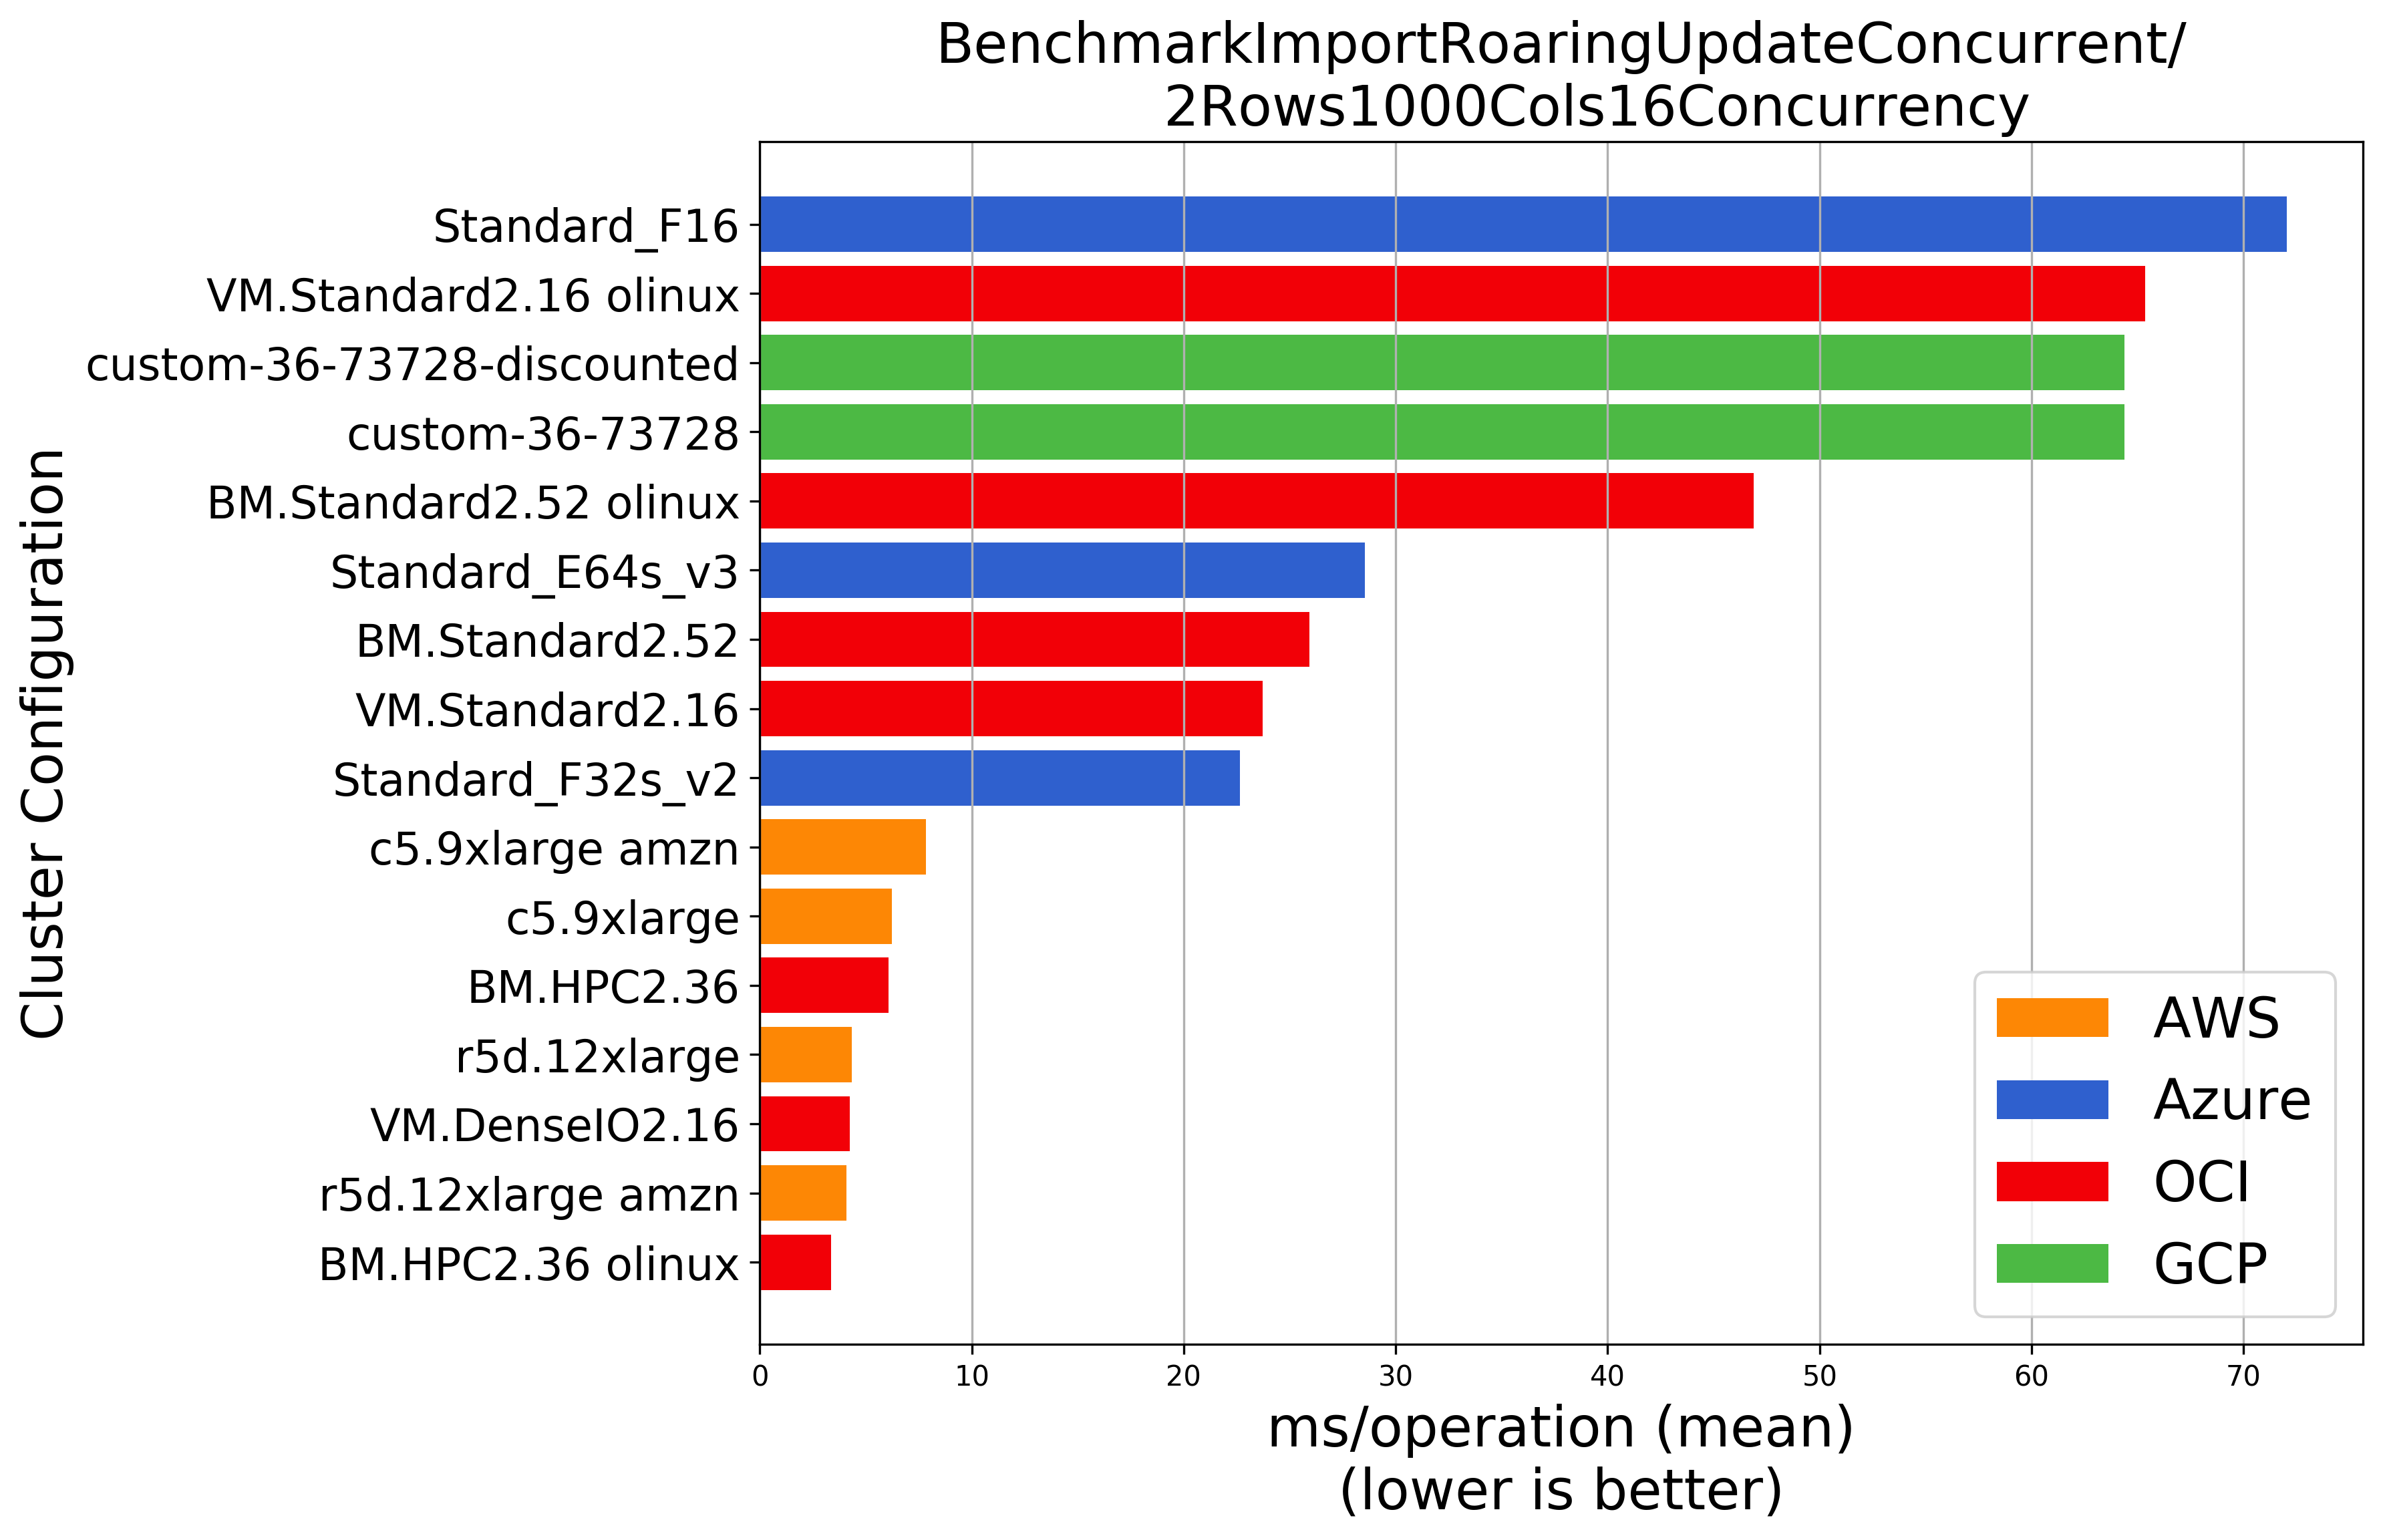 BenchmarkImportRoaringUpdateConcurrent/
2Rows1000Cols16Concurrency
Cluster Configuration
Standard_F16
VM.Standard2.16 olinux
custom-36-73728-discounted
custom-36-73728
BM.Standard2.52 olinux
Standard_E64s_v3
BM.Standard2.52
VM.Standard2.16
Standard_F32s_v2
c5.9xlarge amzn
c5.9xlarge
BM.HPC2.36
r5d.12xlarge
VM.DenseIO2.16
r5d.12xlarge amzn
BM.HPC2.36 olinux
AWS
Azure
OCI
GCP
0 10 20 30 40 50 60 70
ms/operation (mean)
(lower is better)